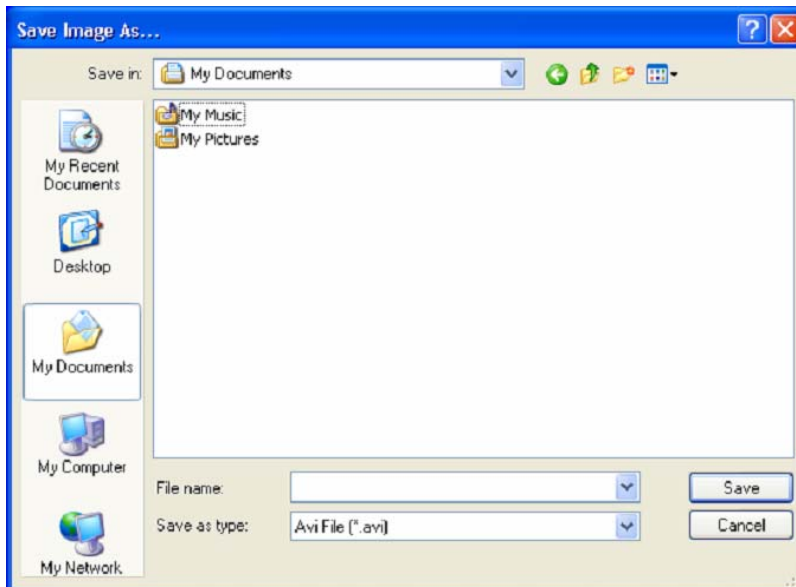 Save Image As...
Save in:
My Documents
My Recent
Documents
Desktop
My Documents
My Computer
My Network
My Music
My Pictures
File name:
Save
Save as type:
Avi File (*.avi)
Cancel